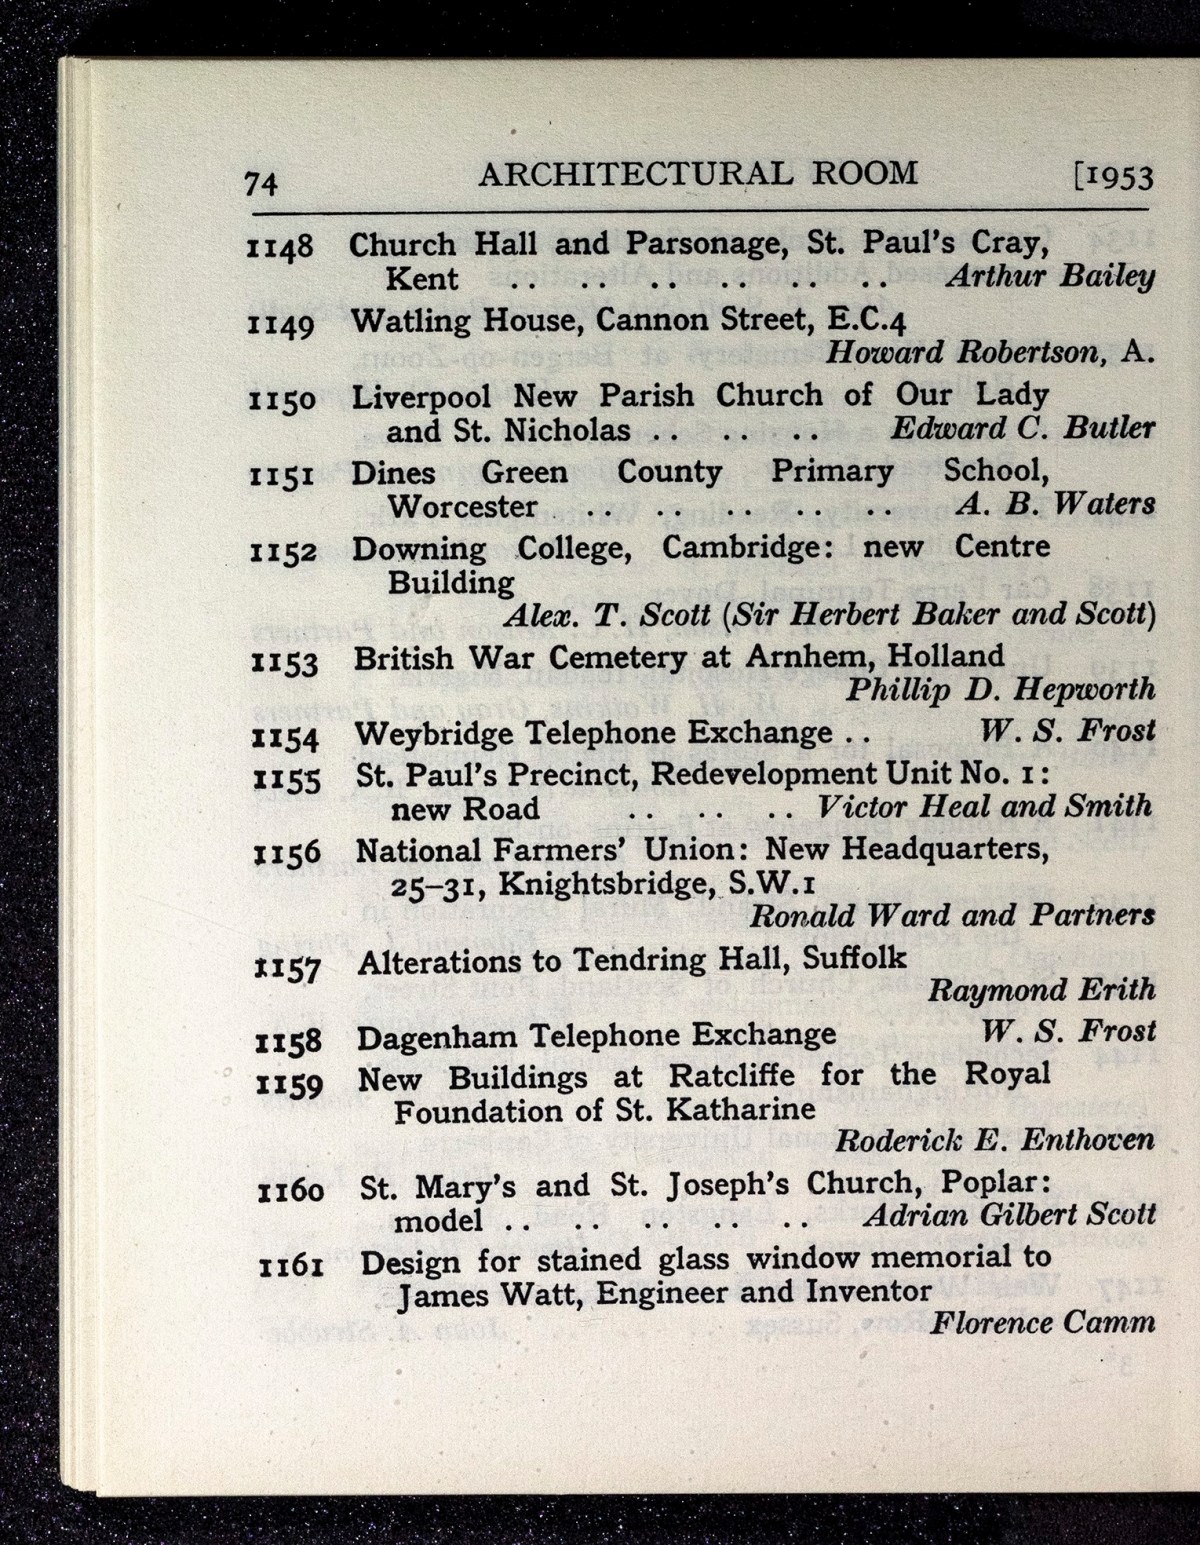 74 ARCHITECTURAL ROOM [1953
1148 Church Hall and Parsonage, St. Paul's Cray,
Kent .. .. .. .. .. .. Arthur Bailey
1149 Watling House, Cannon Street, E.C.4
Howard Robertson, A.
1150 Liverpool New Parish Church of Our Lady
and St. Nicholas .. .. .. Edward C. Butler
1151 Dines Green County Primary School,
Worcester .. .. .. .. .. A. B. Waters
1152 Downing College, Cambridge: new Centre
Building
Alex. T. Scott (Sir Herbert Baker and Scott)
1153 British War Cemetery at Arnhem, Holland
Phillip D. Hepworth
1154 Weybridge Telephone Exchange .. W. S. Frost
1155 St. Paul's Precinct, Redevelopment Unit No. 1:
new Road .. .. .. Victor Heal and Smith
1156 National Farmers' Union: New Headquarters,
25–31, Knightsbridge, S.W.1
Ronald Ward and Partners
1157 Alterations to Tendring Hall, Suffolk
Raymond Erith
1158 Dagenham Telephone Exchange W. S. Frost
1159 New Buildings at Ratcliffe for the Royal
Foundation of St. Katharine
Roderick E. Enthoven
1160 St. Mary's and St. Joseph's Church, Poplar:
model .. .. .. .. .. Adrian Gilbert Scott
1161 Design for stained glass window memorial to
James Watt, Engineer and Inventor
Florence Camm